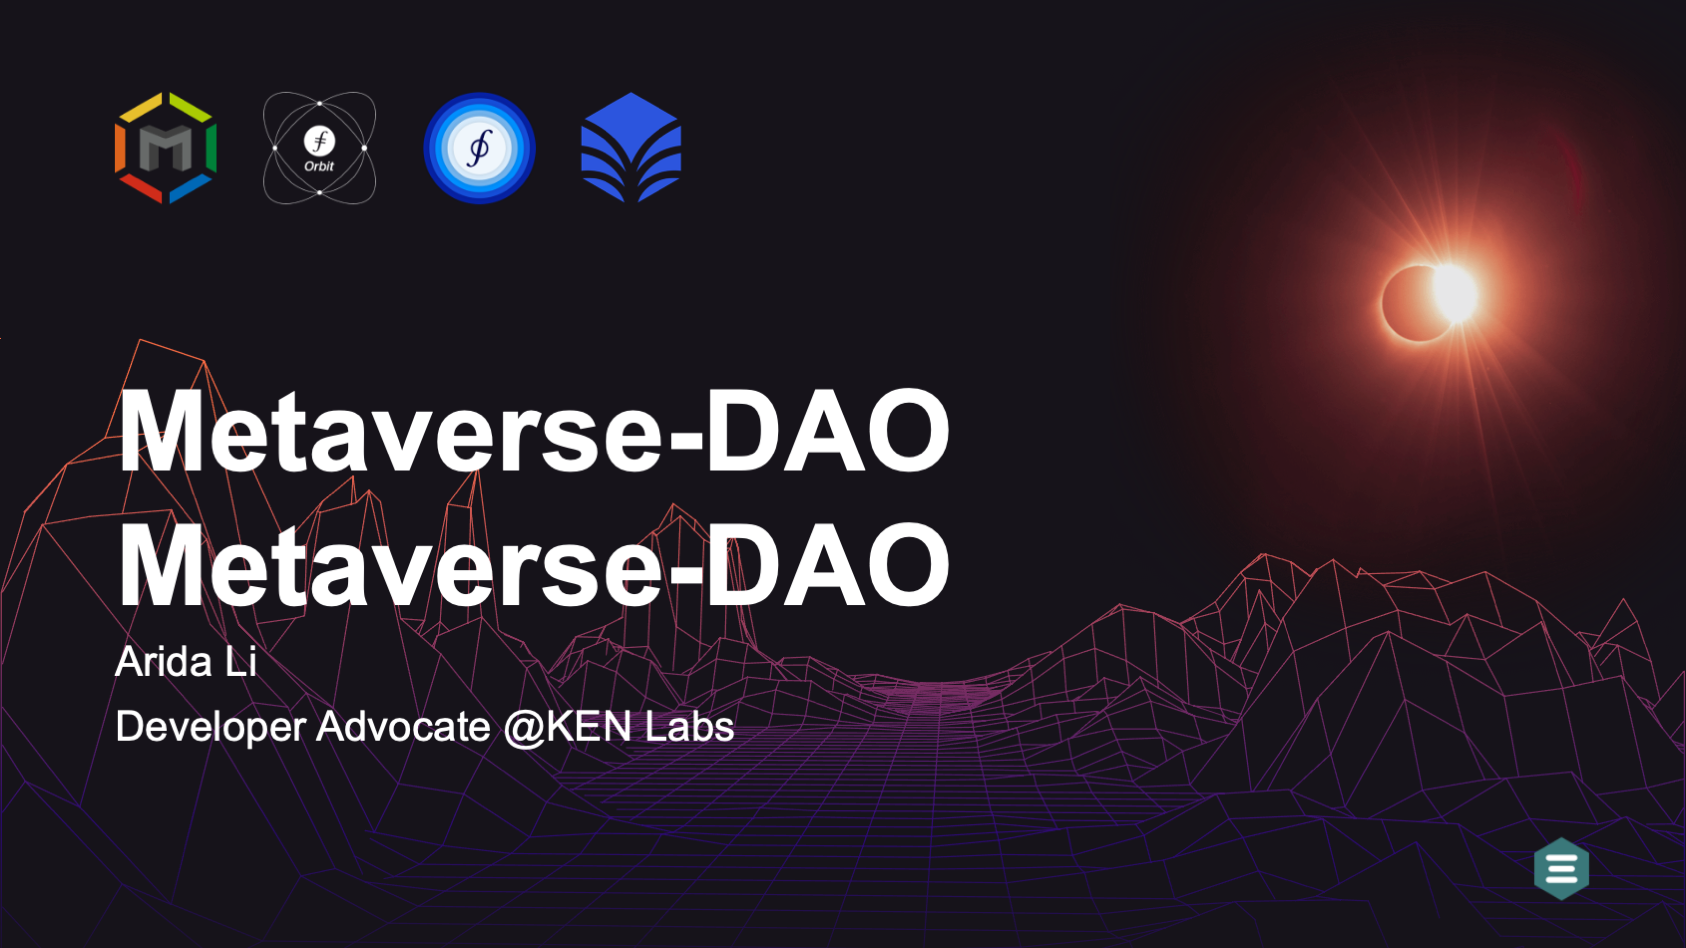 M
Orbit
Metaverse-DAO
Metaverse-DAO
Arida Li
Developer Advocate @KEN Labs